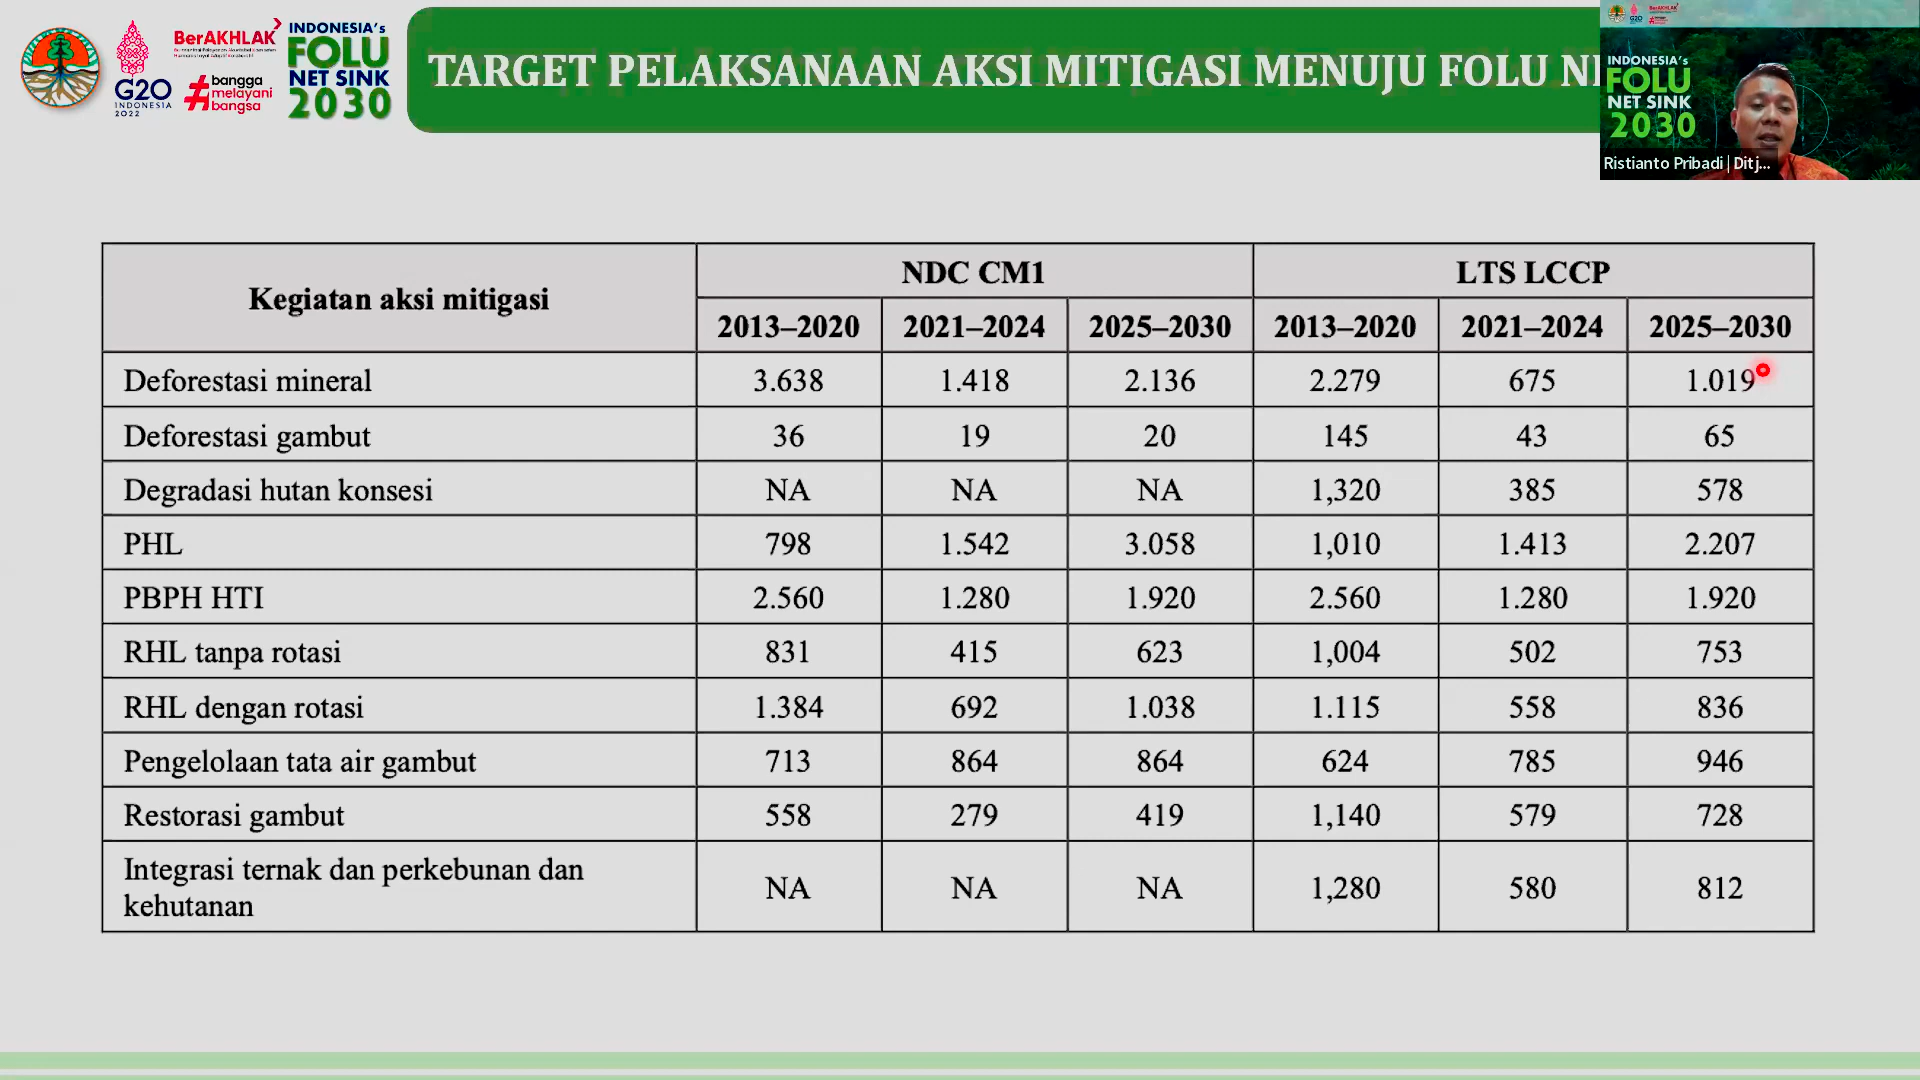 BerAKHLAK
G20
INDONESIA
2022
#bangga
melayani
bangsa
INDONESIA's
FOLU
NET SINK
2030
TARGET PELAKSANAAN AKSI MITIGASI MENUJU FOLU
BerAKHLAK
G20
INDONESIA's
FOLU
NET SINK
2030
Ristianto Pribadi | Ditj...
Kegiatan aksi mitigasi NDC CM1 LTS LCCP
2013–2020 2021–2024 2025–2030 2013–2020 2021–2024 2025–2030
Deforestasi mineral 3.638 1.418 2.136 2.279 675 1.019
Deforestasi gambut 36 19 20 145 43 65
Degradasi hutan konsesi NA NA NA 1,320 385 578
PHL 798 1.542 3.058 1,010 1.413 2.207
PBPH HTI 2.560 1.280 1.920 2.560 1.280 1.920
RHL tanpa rotasi 831 415 623 1,004 502 753
RHL dengan rotasi 1.384 692 1.038 1.115 558 836
Pengelolaan tata air gambut 713 864 864 624 785 946
Restorasi gambut 558 279 419 1,140 579 728
Integrasi ternak dan perkebunan dan
kehutanan NA NA NA 1,280 580 812